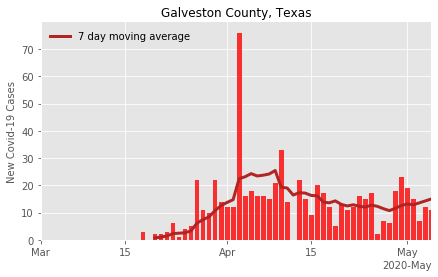 Galveston County, Texas
7 day moving average
New Covid-19 Cases
70
60
50
40
30
20
10
0
Mar
15
Apr
15
May
2020-May